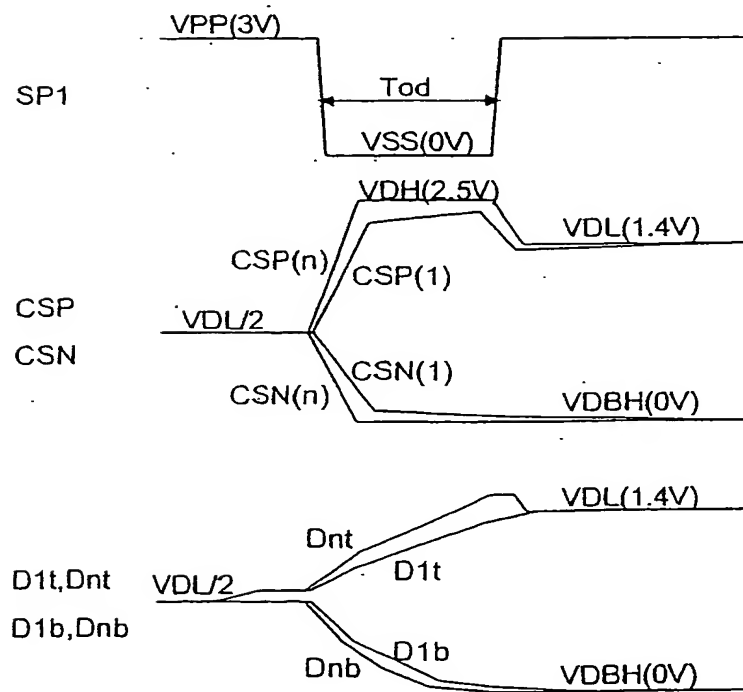 VPP(3V)
SP1
Tod
VSS(0V)
VDH(2.5V)
VDL(1.4V)
CSP(n)
CSP(1)
CSP
VDL/2
CSN
CSN(1)
CSN(n)
VDBH(0V)
VDL(1.4V)
Dnt
D1t
D1t,Dnt
VDL/2
D1b,Dnb
D1b
Dnb
VDBH(0V)